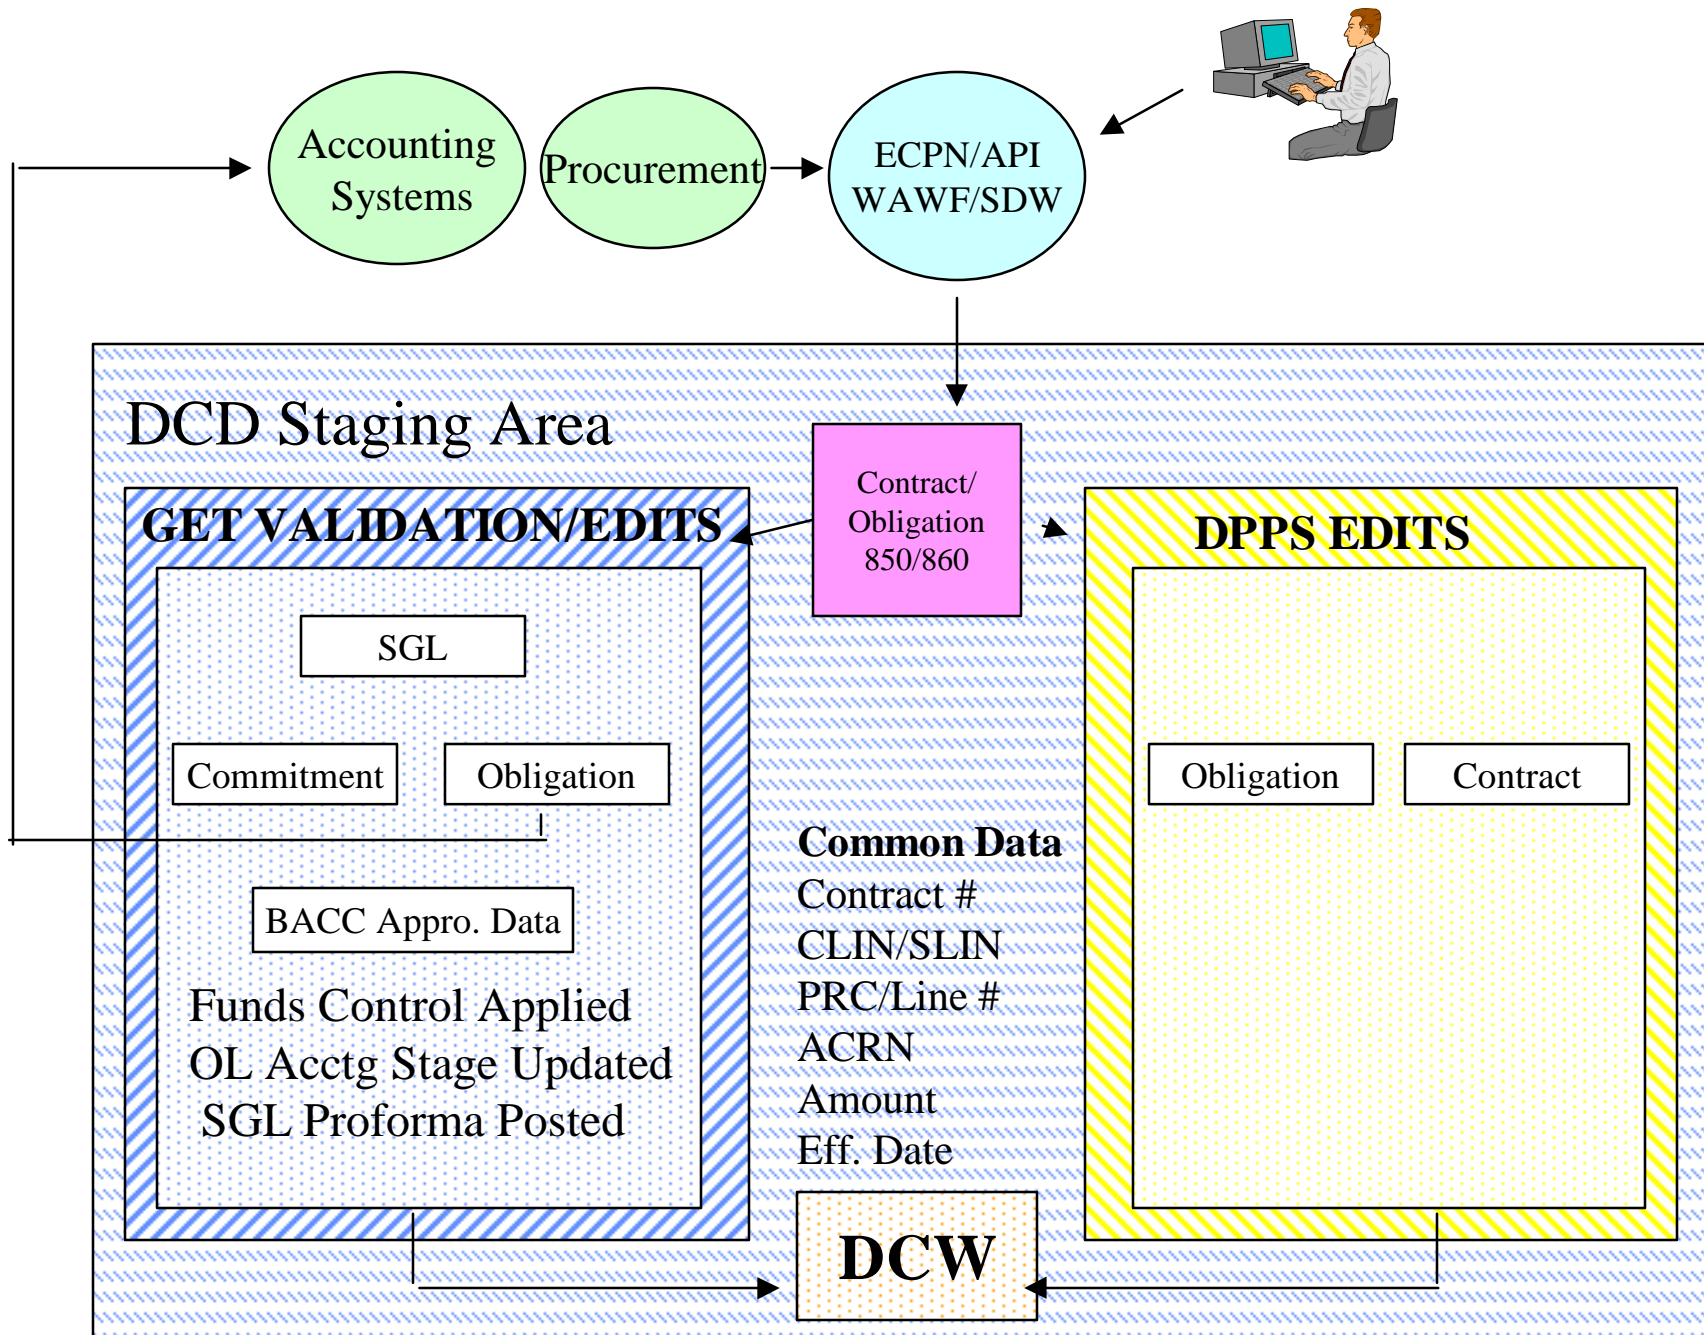 Accounting
Systems
Procurement
ECPN/API
WAWF/SDW
DCD Staging Area
Contract/
Obligation
850/860
GET VALIDATION/EDITS
SGL
Commitment
Obligation
BACC Appro. Data
Funds Control Applied
OL Acctg Stage Updated
SGL Proforma Posted
Common Data
Contract #
CLIN/SLIN
PRC/Line #
ACRN
Amount
Eff. Date
DPPS EDITS
Obligation
Contract
DCW